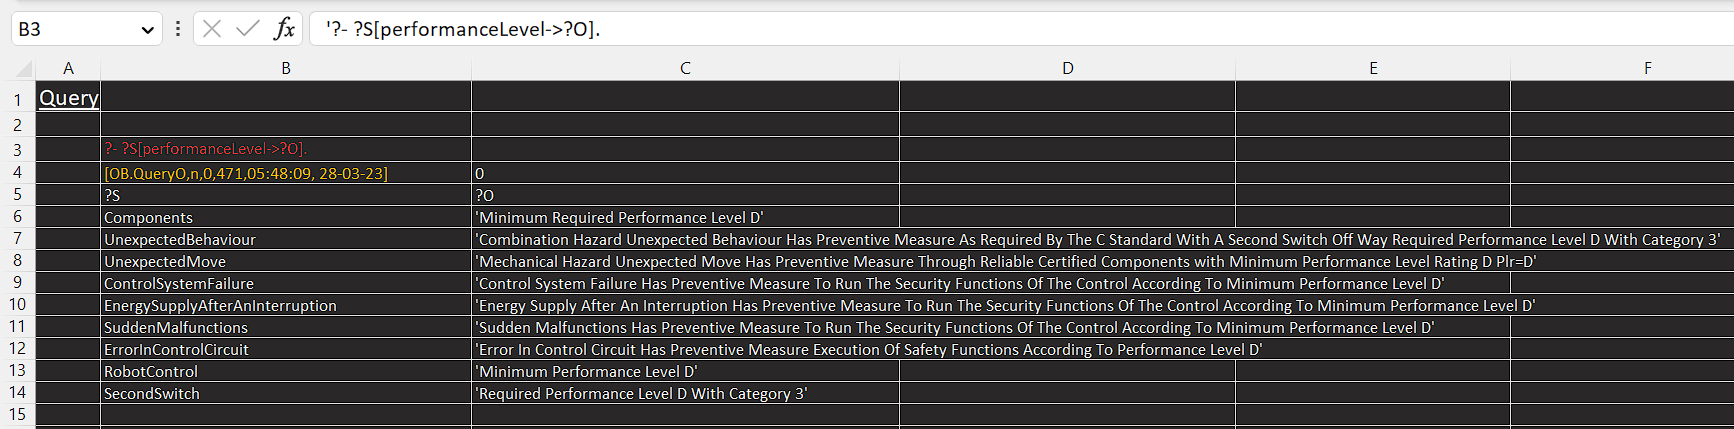 B3 fx '?- ?S[performanceLevel->?O].
A B C D E F
1 Query
2
3 ?- ?S[performanceLevel->?O].
4 [OB.QueryO,n,0,471,05:48:09, 28-03-23] 0
5 ?S ?O
6 Components 'Minimum Required Performance Level D'
7 UnexpectedBehaviour 'Combination Hazard Unexpected Behaviour Has Preventive Measure As Required By The C Standard With A Second Switch Off Way Required Performance Level D With Category 3'
8 UnexpectedMove 'Mechanical Hazard Unexpected Move Has Preventive Measure Through Reliable Certified Components with Minimum Performance Level Rating D Plr=D'
9 ControlSystemFailure 'Control System Failure Has Preventive Measure To Run The Security Functions Of The Control According To Minimum Performance Level D'
10 EnergySupplyAfterAnInterruption 'Energy Supply After An Interruption Has Preventive Measure To Run The Security Functions Of The Control According To Minimum Performance Level D'
11 SuddenMalfunctions 'Sudden Malfunctions Has Preventive Measure To Run The Security Functions Of The Control According To Minimum Performance Level D'
12 ErrorInControlCircuit 'Error In Control Circuit Has Preventive Measure Execution Of Safety Functions According To Performance Level D'
13 RobotControl 'Minimum Performance Level D'
14 SecondSwitch 'Required Performance Level D With Category 3'
15